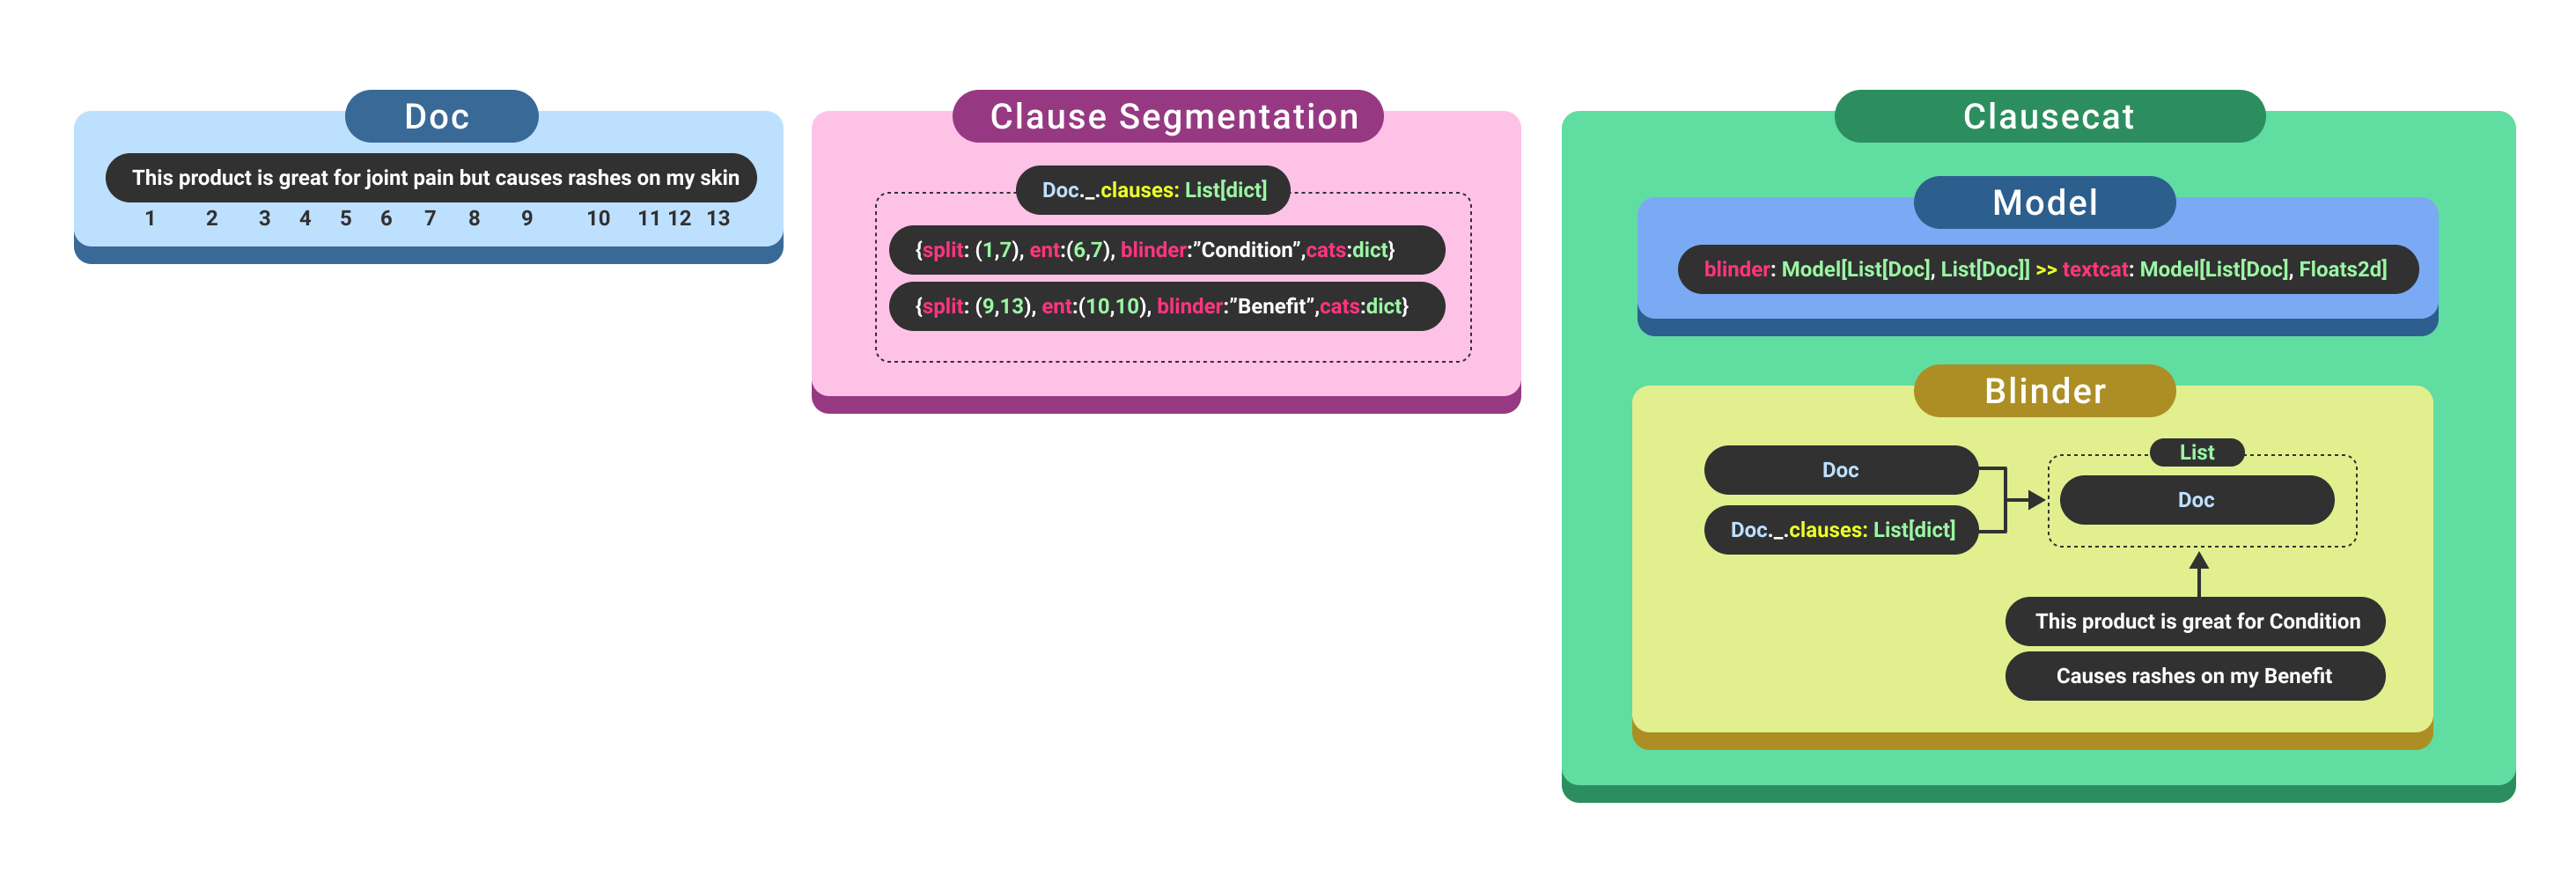 Doc
This product is great for joint pain but causes rashes on my skin
1 2 3 4 5 6 7 8 9 10 11 12 13
Clause Segmentation
Doc._.clauses: List[dict]
{split: (1,7), ent:(6,7), blinder:”Condition”,cats:dict}
{split: (9,13), ent:(10,10), blinder:”Benefit”,cats:dict}
Clausecat
Model
blinder: Model[List[Doc], List[Doc]] >> textcat: Model[List[Doc], Floats2d]
Blinder
Doc
Doc._.clauses: List[dict]
List
Doc
This product is great for Condition
Causes rashes on my Benefit